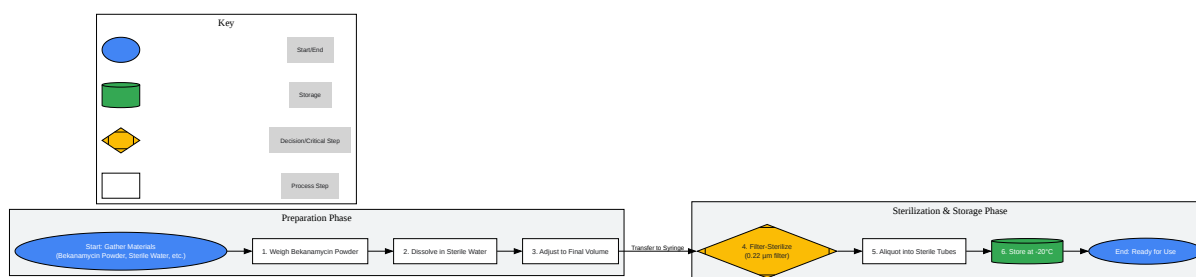 Key
Start/End
Storage
Decision/Critical Step
Process Step
Preparation Phase
Start: Gather Materials
(Bekanamycin Powder, Sterile Water, etc.)
1. Weigh Bekanamycin Powder
2. Dissolve in Sterile Water
3. Adjust to Final Volume
Transfer to Syringe
Sterilization & Storage Phase
4. Filter-Sterilize
(0.22 µm filter)
5. Aliquot into Sterile Tubes
6. Store at -20°C
End: Ready for Use